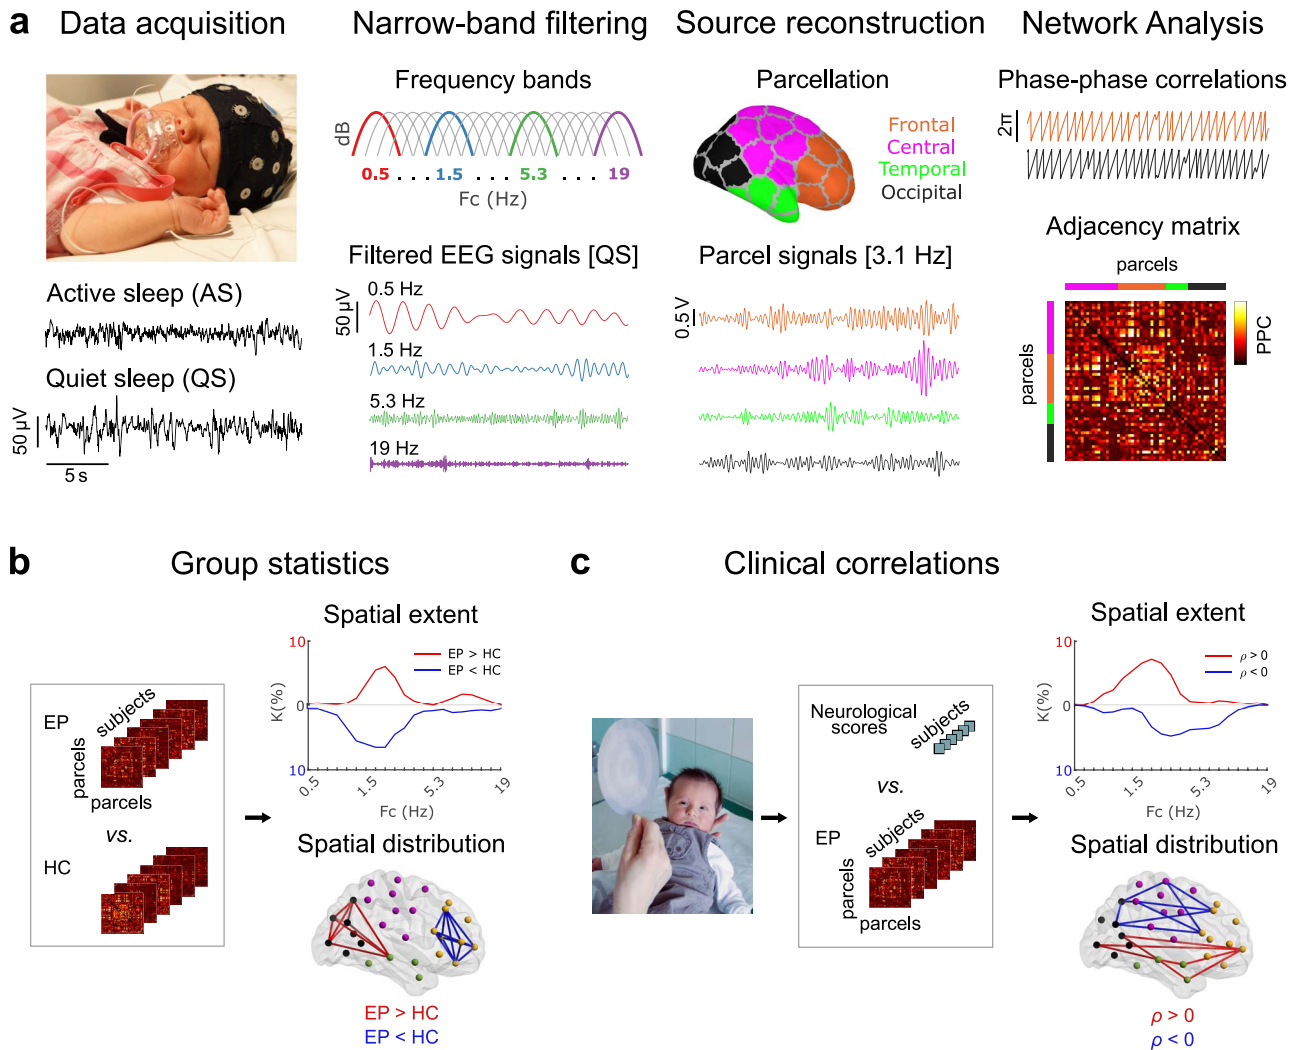 a
Data acquisition
Narrow-band filtering
Source reconstruction
Network Analysis
Frequency bands
dB
0.5 . . . 1.5 . . . 5.3 . . . 19
Fc (Hz)
Parcellation
Frontal
Central
Temporal
Occipital
Phase-phase correlations
2π
Adjacency matrix
parcels
parcels
PPC
Active sleep (AS)
Quiet sleep (QS)
50 µV
5 s
Filtered EEG signals [QS]
50 µV
0.5 Hz
1.5 Hz
5.3 Hz
19 Hz
Parcel signals [3.1 Hz]
0.5 V
b
Group statistics
EP
subjects
parcels
parcels
vs.
HC
Spatial extent
10
0
10
K(%)
EP > HC
EP < HC
0.5
1.5
5.3
19
Fc (Hz)
Spatial distribution
EP > HC
EP < HC
c
Clinical correlations
Neurological
scores
subjects
vs.
EP
subjects
parcels
parcels
Spatial extent
10
0
10
K(%)
ρ > 0
ρ < 0
0.5
1.5
5.3
19
Fc (Hz)
Spatial distribution
ρ > 0
ρ < 0